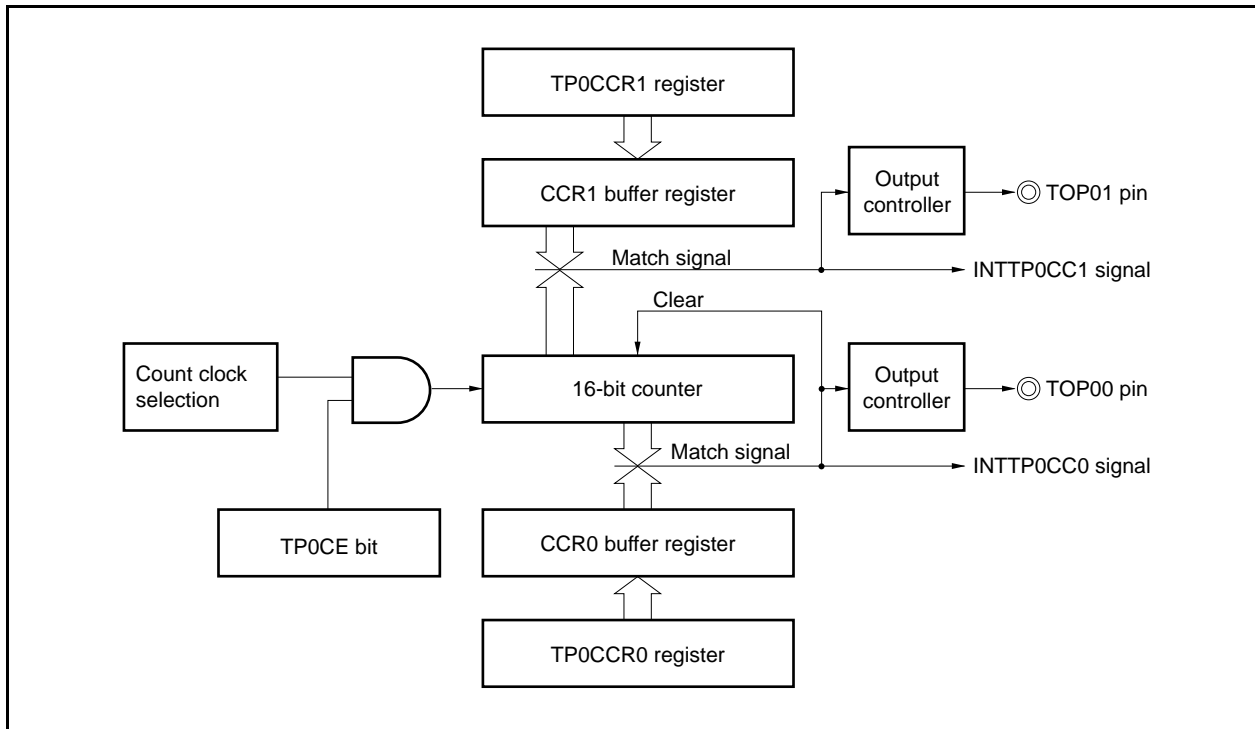 TP0CCR1 register
CCR1 buffer register
Output
controller
TOP01 pin
Match signal
INTTP0CC1 signal
Clear
Count clock
selection
16-bit counter
Output
controller
TOP00 pin
Match signal
INTTP0CC0 signal
TP0CE bit
CCR0 buffer register
TP0CCR0 register